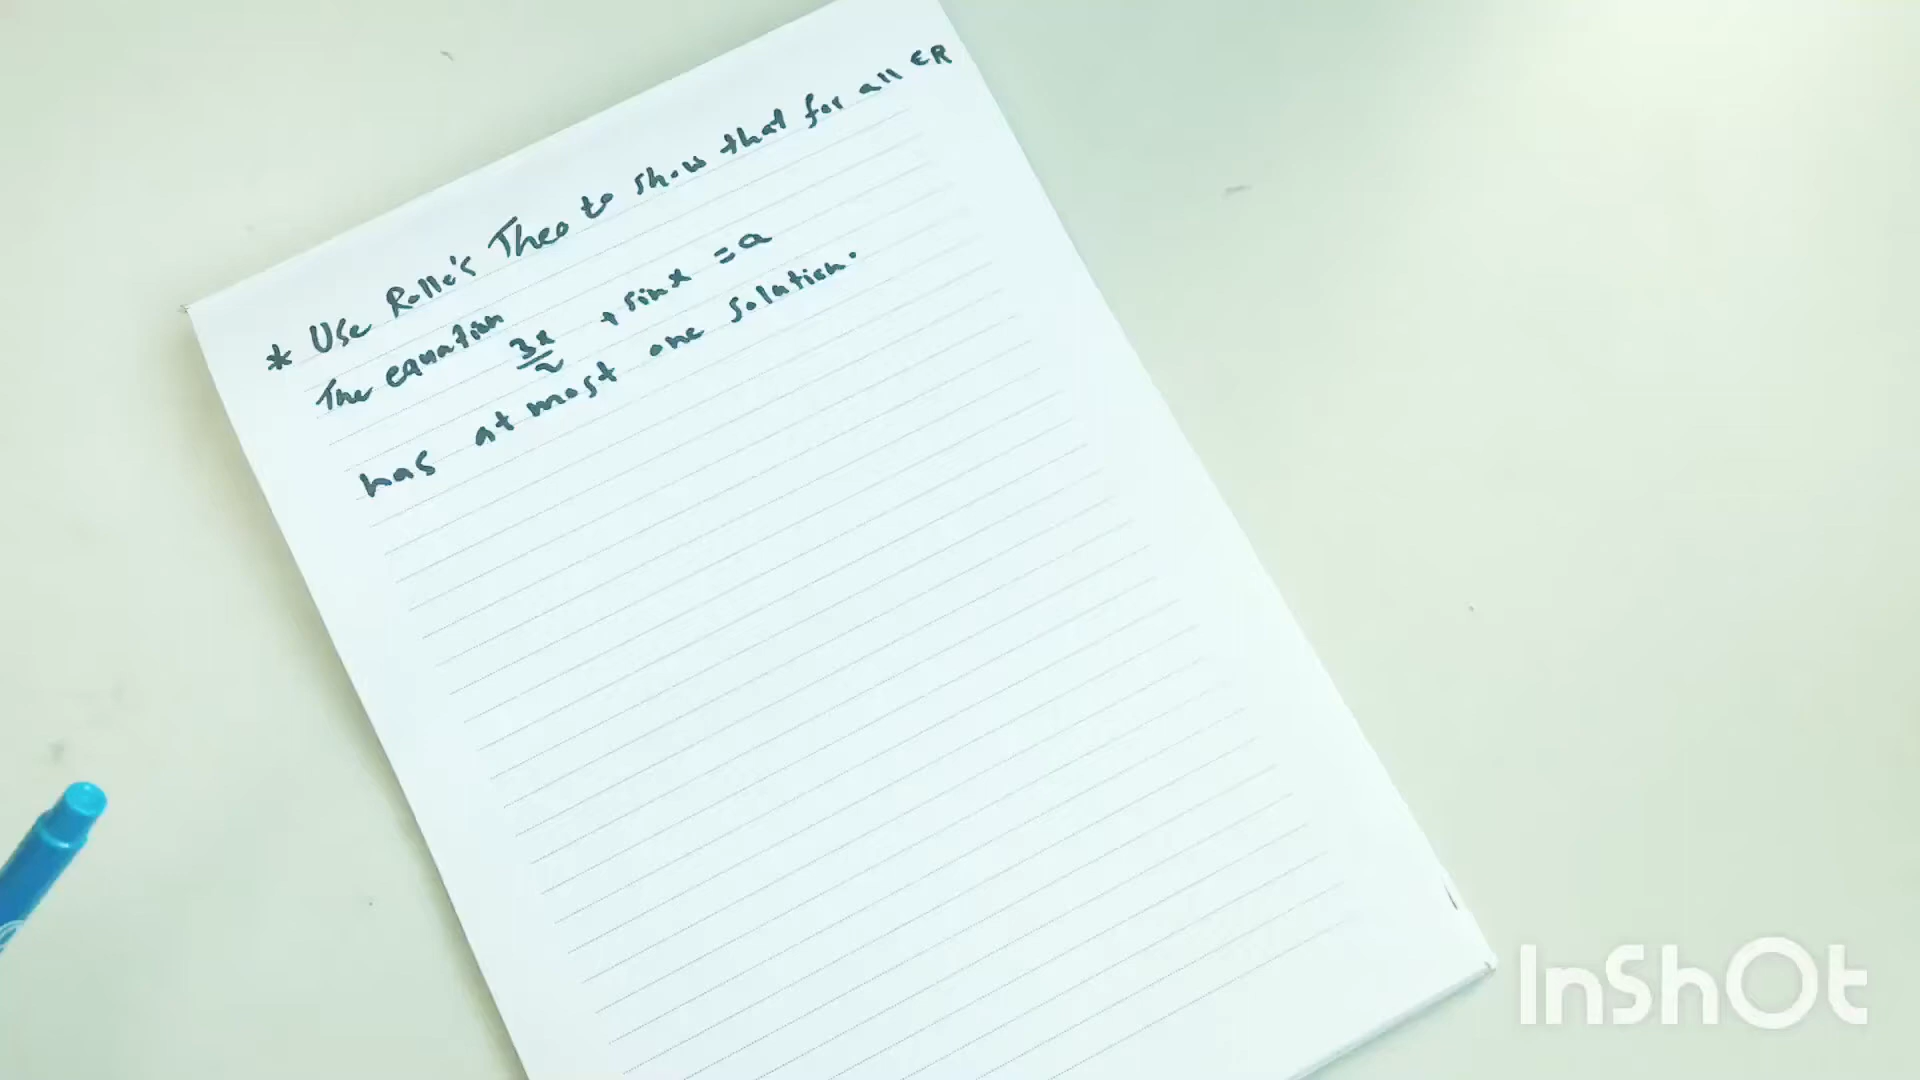 * Use Rolle's Theo to show that for all ∈R
The equation 3x/2 + sinx = a
has at most one solution.
InShOt